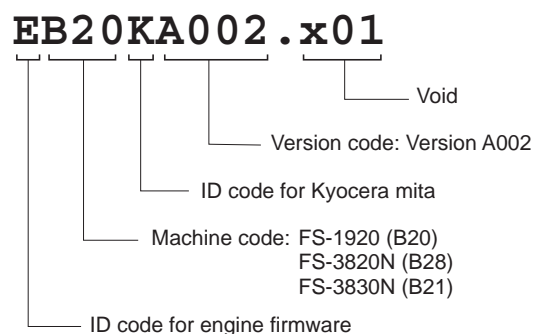 EB20KA002.x01
Void
Version code: Version A002
ID code for Kyocera mita
Machine code: FS-1920 (B20)
FS-3820N (B28)
FS-3830N (B21)
ID code for engine firmware